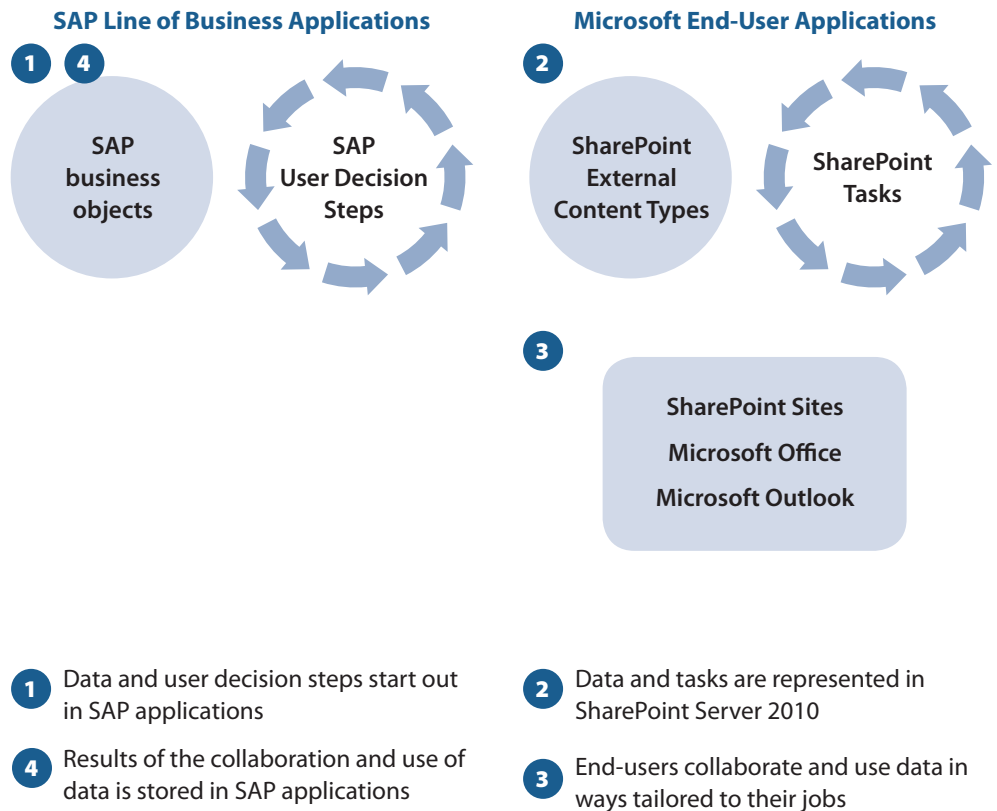 SAP Line of Business Applications
1
4
SAP
business
objects
SAP
User Decision
Steps
Microsoft End-User Applications
2
SharePoint
External
Content Types
SharePoint
Tasks
3
SharePoint Sites
Microsoft Office
Microsoft Outlook
1
Data and user decision steps start out
in SAP applications
2
Data and tasks are represented in
SharePoint Server 2010
4
Results of the collaboration and use of
data is stored in SAP applications
3
End-users collaborate and use data in
ways tailored to their jobs